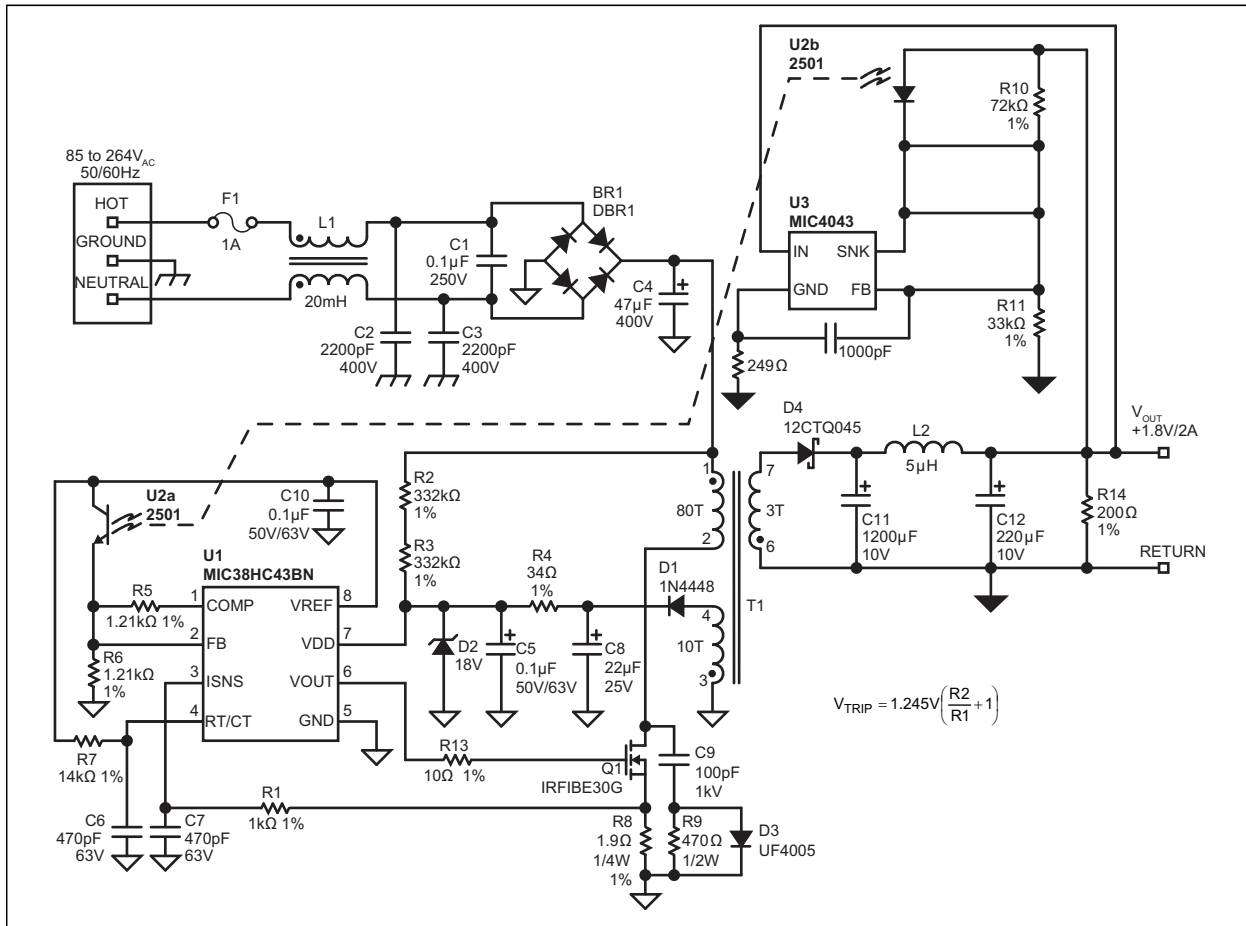 U2b
2501
R10
72kΩ
1%
85 to 264VAC
50/60Hz
HOT
GROUND
NEUTRAL
F1
1A
L1
20mH
C1
0.1µF
250V
BR1
DBR1
C4
47µF
400V
C2
2200pF
400V
C3
2200pF
400V
U3
MIC4043
IN
SNK
GND
FB
R11
33kΩ
1%
1000pF
249Ω
D4
12CTQ045
L2
5µH
VOUT
+1.8V/2A
C11
1200µF
10V
C12
220µF
10V
R14
200Ω
1%
RETURN
1
80T
2
7
3T
6
T1
4
10T
3
R2
332kΩ
1%
R3
332kΩ
1%
R4
34Ω
1%
D1
1N4448
D2
18V
C5
0.1µF
50V/63V
C8
22µF
25V
C10
0.1µF
50V/63V
U2a
2501
U1
MIC38HC43BN
R5
1.21kΩ 1%
R6
1.21kΩ
1%
1
COMP
VREF
8
2
FB
VDD
7
3
ISNS
VOUT
6
4
RT/CT
GND
5
R7
14kΩ 1%
R13
10Ω 1%
Q1
IRFIBE30G
C9
100pF
1kV
R1
1kΩ 1%
C6
470pF
63V
C7
470pF
63V
R8
1.9Ω
1/4W
1%
R9
470Ω
1/2W
D3
UF4005
VTRIP = 1.245V(R2/R1 + 1)